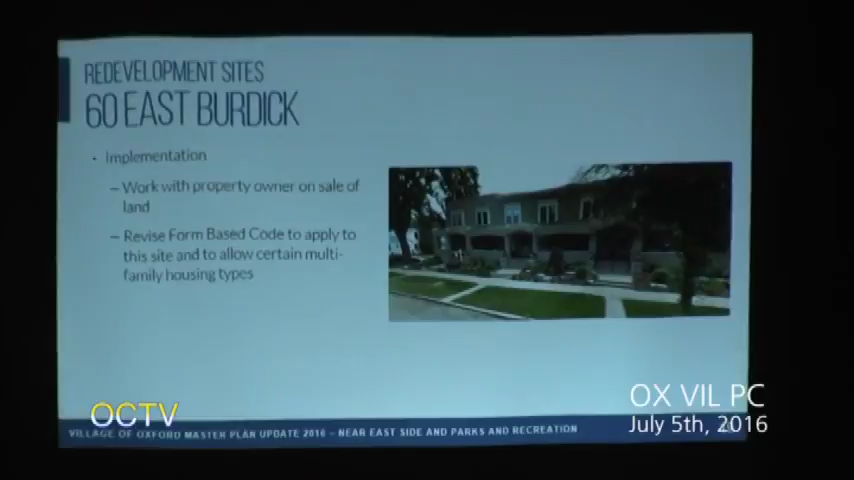 REDEVELOPMENT SITES
60 EAST BURDICK
- Implementation
– Work with property owner on sale of
land
– Revise Form Based Code to apply to
this site and to allow certain multi-
family housing types
OCTV
OX VIL PC
July 5th, 2016
VILLAGE OF OXFORD MASTER PLAN UPDATE 2016 – NEAR EAST SIDE AND PARKS AND RECREATION